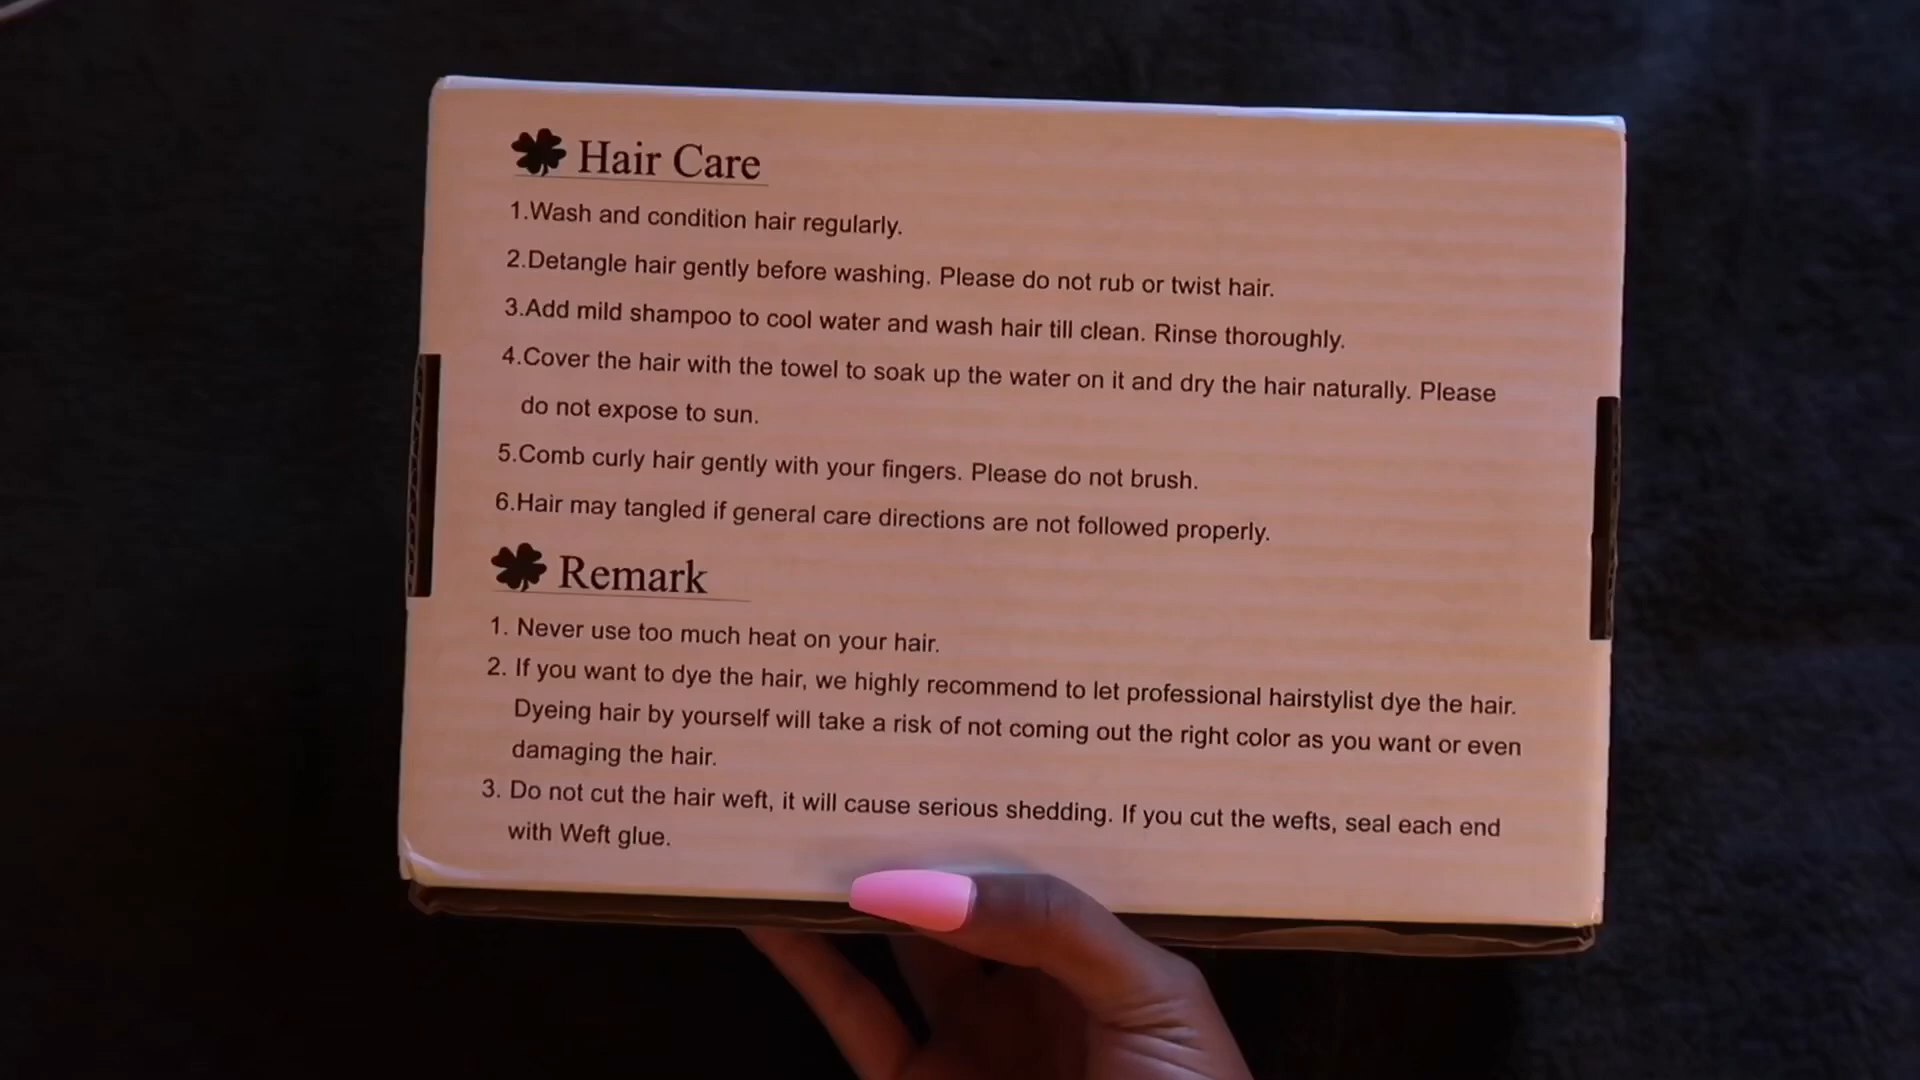 Hair Care
1.Wash and condition hair regularly.
2.Detangle hair gently before washing. Please do not rub or twist hair.
3.Add mild shampoo to cool water and wash hair till clean. Rinse thoroughly.
4.Cover the hair with the towel to soak up the water on it and dry the hair naturally. Please
do not expose to sun.
5.Comb curly hair gently with your fingers. Please do not brush.
6.Hair may tangled if general care directions are not followed properly.
Remark
1. Never use too much heat on your hair.
2. If you want to dye the hair, we highly recommend to let professional hairstylist dye the hair.
Dyeing hair by yourself will take a risk of not coming out the right color as you want or even
damaging the hair.
3. Do not cut the hair weft, it will cause serious shedding. If you cut the wefts, seal each end
with Weft glue.